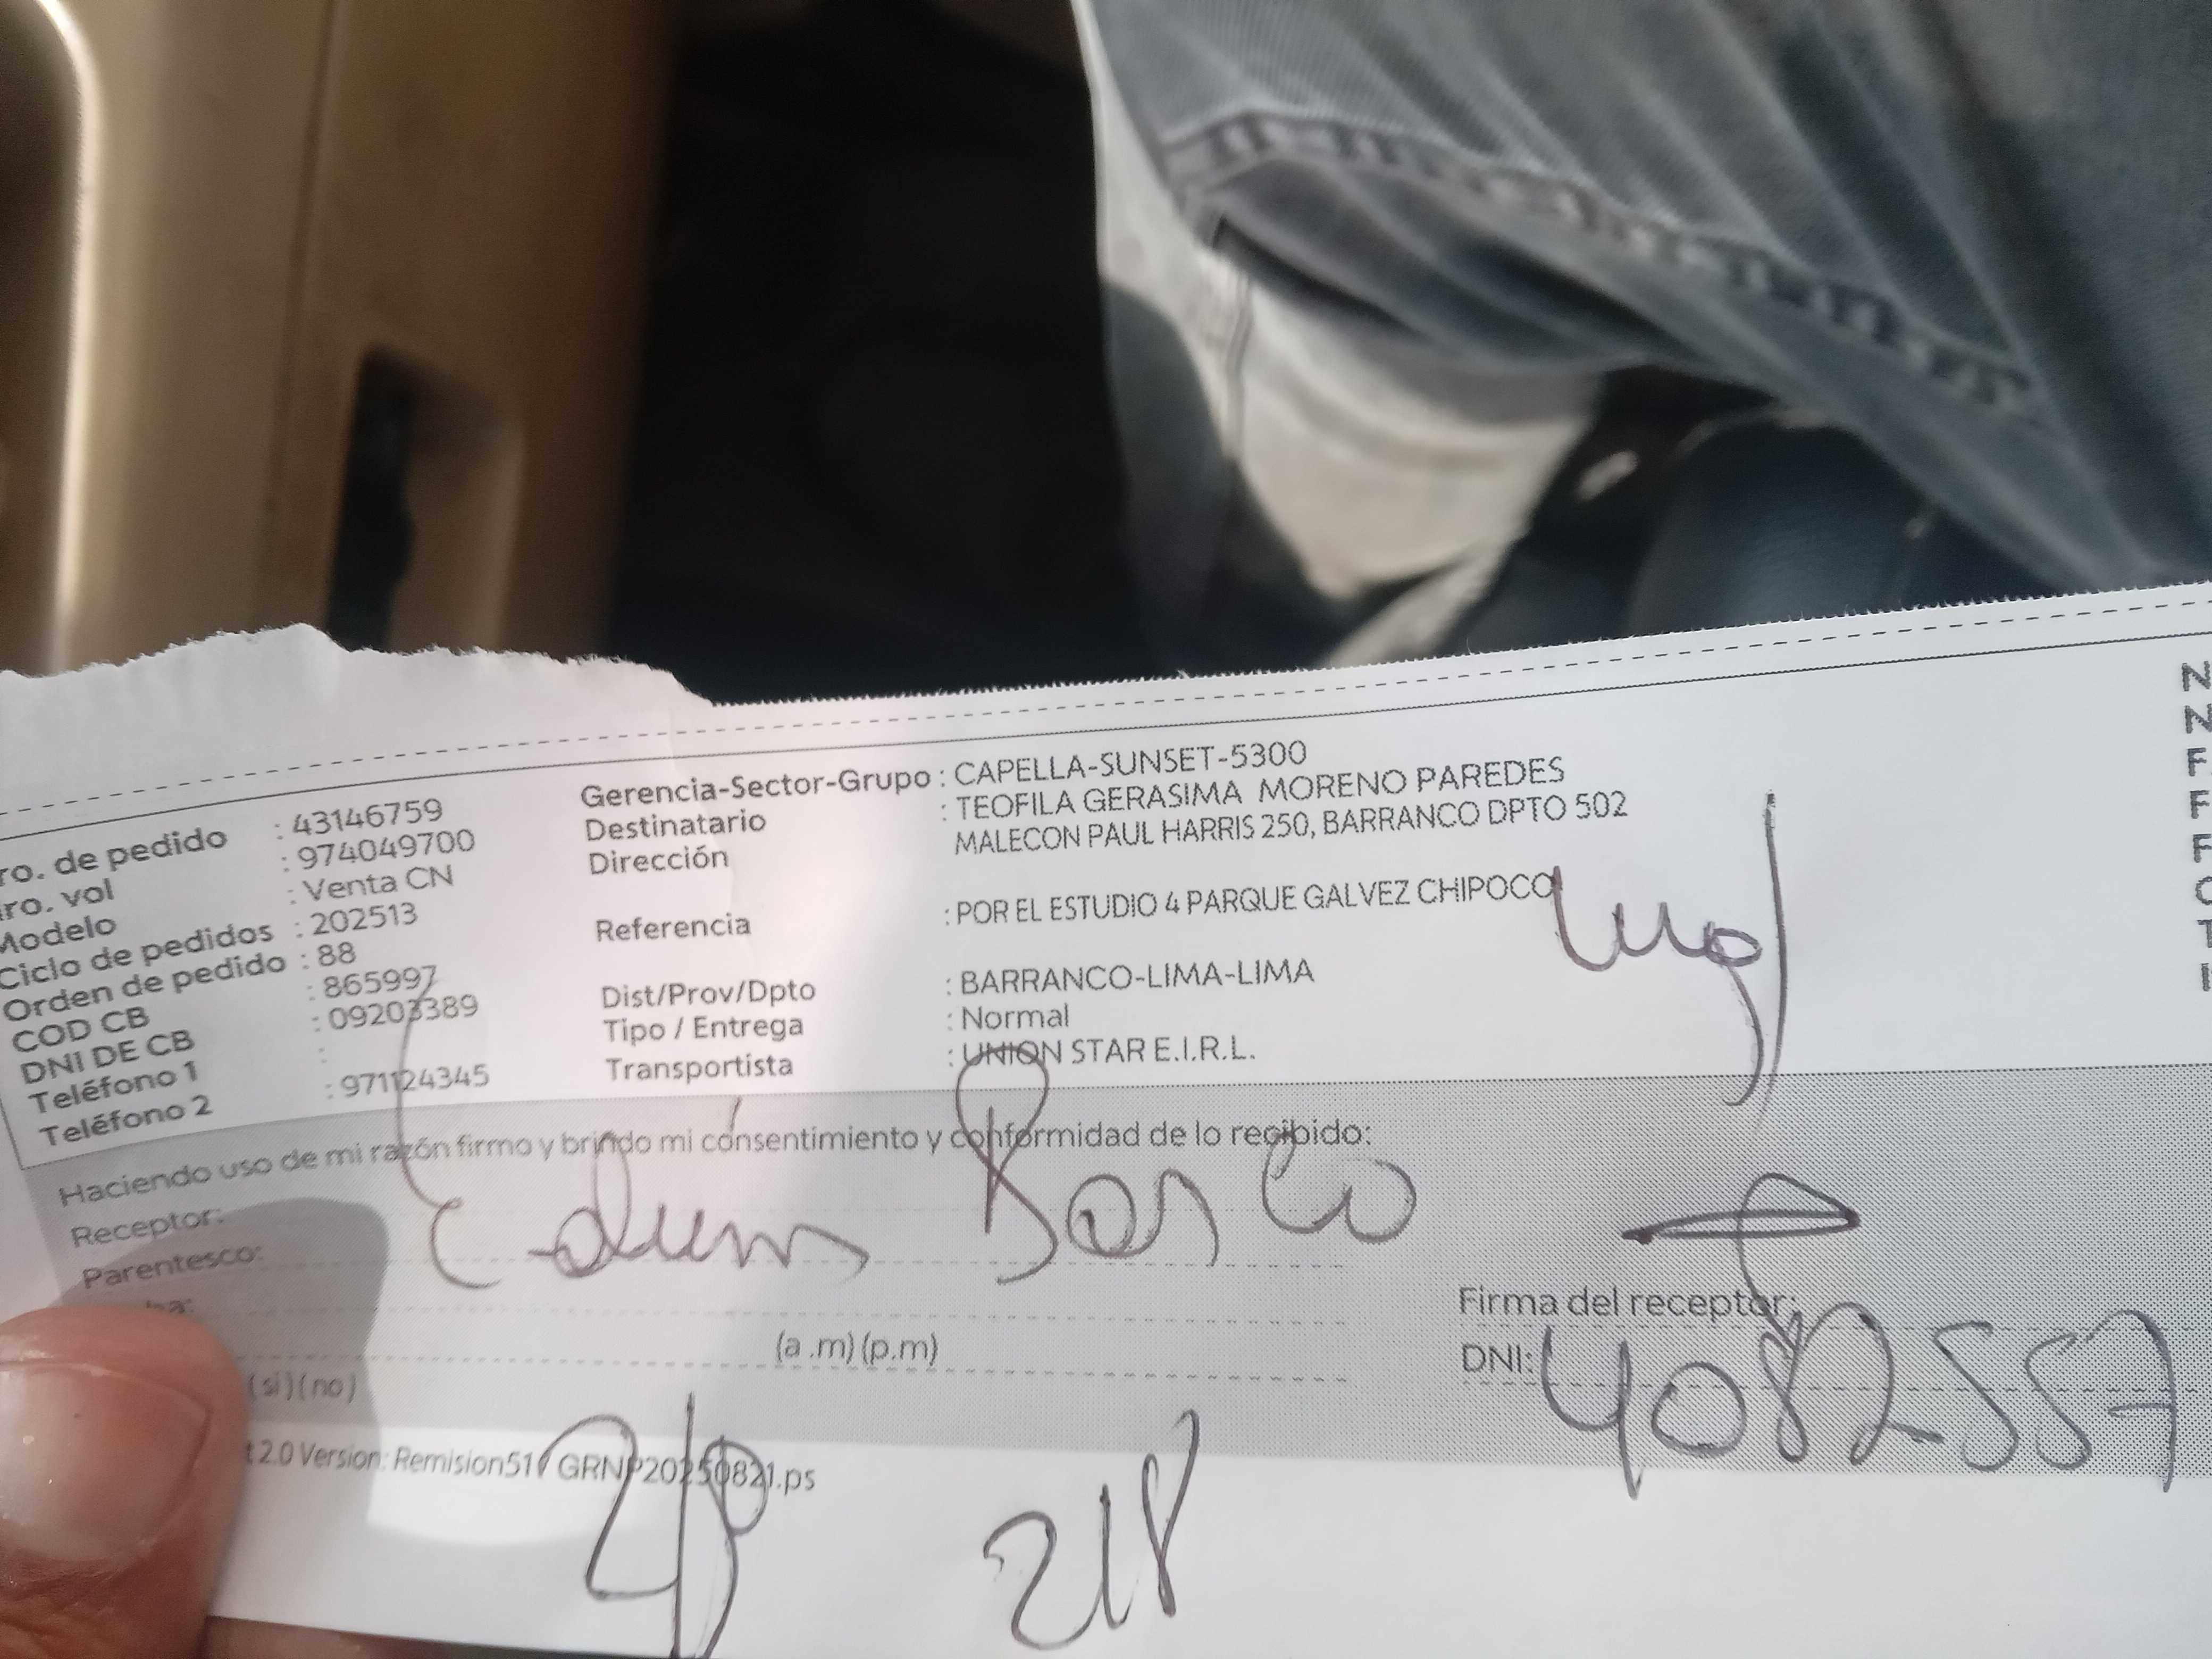 ro. de pedido : 43146759
ro. vol : 974049700
Modelo : Venta CN
Ciclo de pedidos : 202513
Orden de pedido : 88
COD CB : 865997
DNI DE CB : 09203389
Teléfono 1 :
Teléfono 2 : 971124345
Gerencia-Sector-Grupo : CAPELLA-SUNSET-5300
Destinatario : TEOFILA GERASIMA MORENO PAREDES
Dirección MALECON PAUL HARRIS 250, BARRANCO DPTO 502
Referencia : POR EL ESTUDIO 4 PARQUE GALVEZ CHIPOCO
Dist/Prov/Dpto : BARRANCO-LIMA-LIMA
Tipo / Entrega : Normal
Transportista : UNION STAR E.I.R.L.
N
N
F
F
F
C
T
Haciendo uso de mi razón firmo y brindo mi consentimiento y conformidad de lo recibido:
Receptor:
Parentesco:
(a .m) (p.m)
(si) (no)
Firma del receptor:
DNI: 4082557
t 2.0 Version: Remision51 GRNP20250821.ps
218